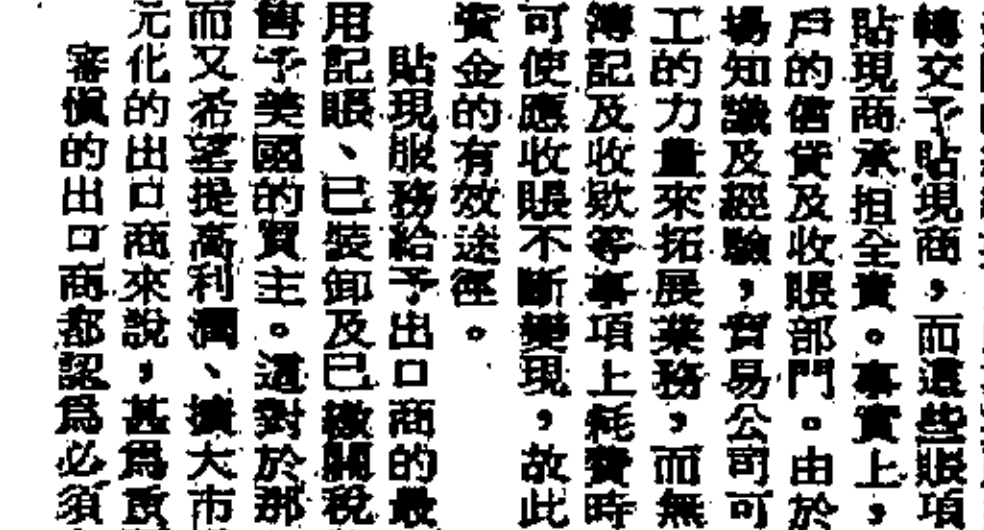 轉交予貼現商，而這些賬項
貼現商承担全責。事實上，
戶的信貸及收賬部門。由於
場知識及經驗，貿易公司可
工的力量來拓展業務，而無
簿記及收欵等事項上耗費時
可使應收賬不斷變現，故此
資金的有效途徑。
貼現服務給予出口商的最
用記賬、已裝卸及已繳關稅
售予美國的買主。這對於那
而又希望提高利潤、擴大市
元化的出口商來說，甚爲
審愼的出口商都認爲必須